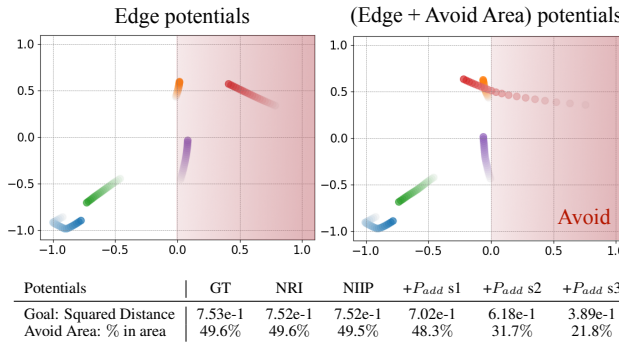 Edge potentials
(Edge + Avoid Area) potentials
1.0
0.5
0.0
−0.5
−1.0
−1.0 −0.5 0.0 0.5 1.0
1.0
0.5
0.0
−0.5
−1.0
−1.0 −0.5 0.0 0.5 1.0
Avoid
Potentials GT NRI NIIP +P_add s1 +P_add s2 +P_add s3
Goal: Squared Distance 7.53e-1 7.52e-1 7.52e-1 7.02e-1 6.18e-1 3.89e-1
Avoid Area: % in area 49.6% 49.6% 49.5% 48.3% 31.7% 21.8%